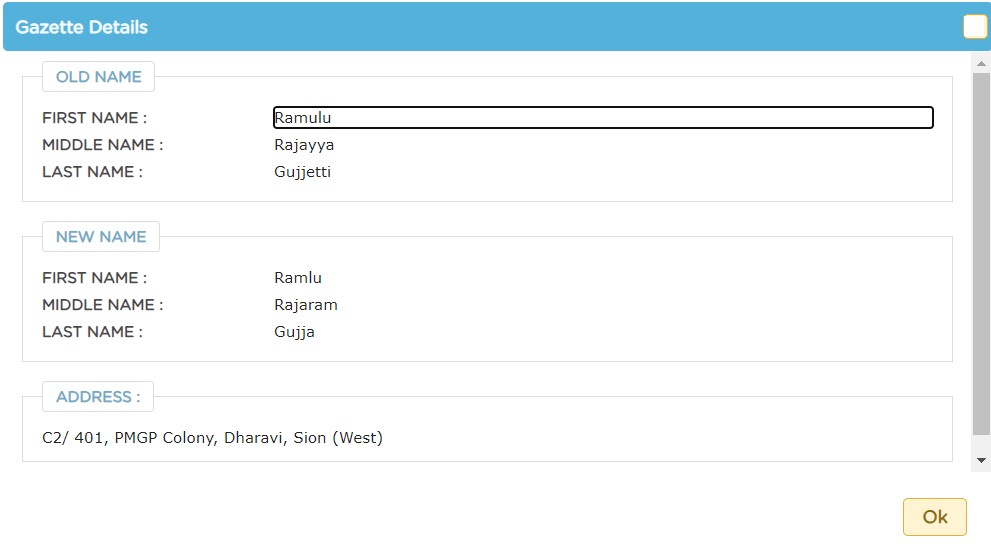 Gazette Details
OLD NAME
FIRST NAME : Ramulu
MIDDLE NAME : Rajayya
LAST NAME : Gujjetti
NEW NAME
FIRST NAME : Ramlu
MIDDLE NAME : Rajaram
LAST NAME : Gujja
ADDRESS :
C2/ 401, PMGP Colony, Dharavi, Sion (West)
Ok